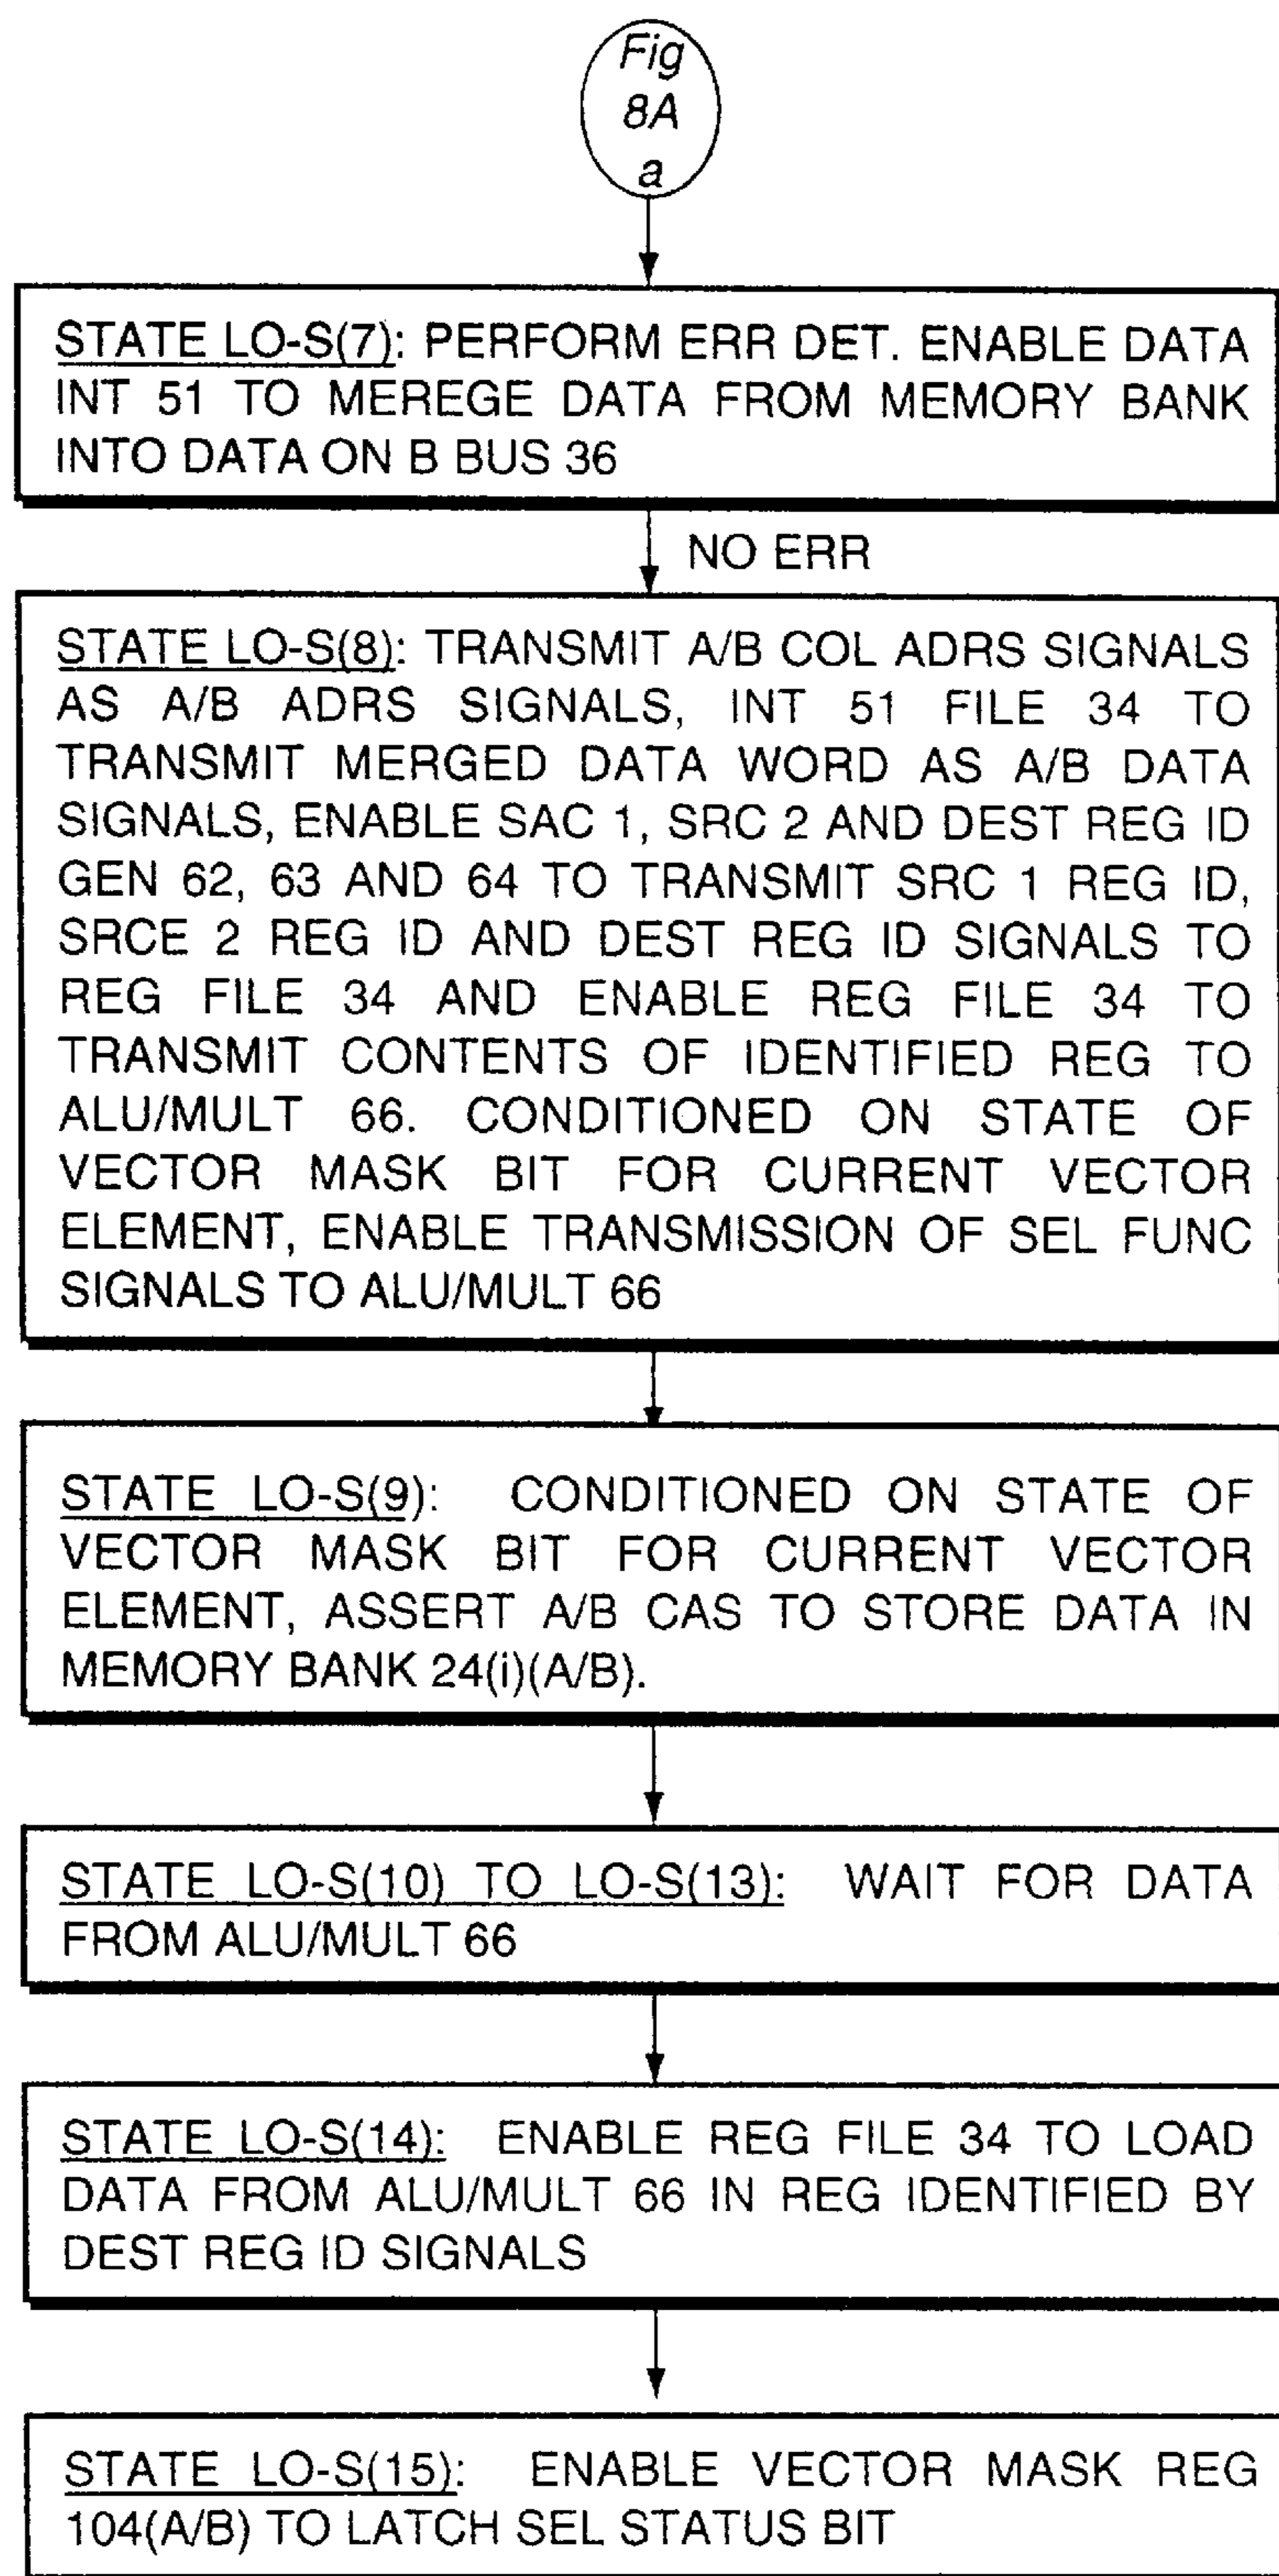 Fig
8A
a
STATE LO-S(7): PERFORM ERR DET. ENABLE DATA
INT 51 TO MEREGE DATA FROM MEMORY BANK
INTO DATA ON B BUS 36
NO ERR
STATE LO-S(8): TRANSMIT A/B COL ADRS SIGNALS
AS A/B ADRS SIGNALS, INT 51 FILE 34 TO
TRANSMIT MERGED DATA WORD AS A/B DATA
SIGNALS, ENABLE SAC 1, SRC 2 AND DEST REG ID
GEN 62, 63 AND 64 TO TRANSMIT SRC 1 REG ID,
SRCE 2 REG ID AND DEST REG ID SIGNALS TO
REG FILE 34 AND ENABLE REG FILE 34 TO
TRANSMIT CONTENTS OF IDENTIFIED REG TO
ALU/MULT 66. CONDITIONED ON STATE OF
VECTOR MASK BIT FOR CURRENT VECTOR
ELEMENT, ENABLE TRANSMISSION OF SEL FUNC
SIGNALS TO ALU/MULT 66
STATE LO-S(9): CONDITIONED ON STATE OF
VECTOR MASK BIT FOR CURRENT VECTOR
ELEMENT, ASSERT A/B CAS TO STORE DATA IN
MEMORY BANK 24(i)(A/B).
STATE LO-S(10) TO LO-S(13): WAIT FOR DATA
FROM ALU/MULT 66
STATE LO-S(14): ENABLE REG FILE 34 TO LOAD
DATA FROM ALU/MULT 66 IN REG IDENTIFIED BY
DEST REG ID SIGNALS
STATE LO-S(15): ENABLE VECTOR MASK REG
104(A/B) TO LATCH SEL STATUS BIT